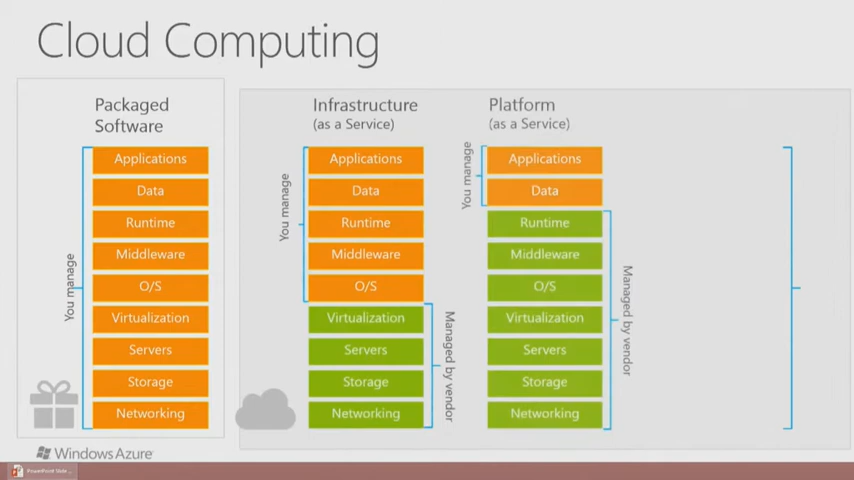 Cloud Computing
Packaged
Software
You manage
Applications
Data
Runtime
Middleware
O/S
Virtualization
Servers
Storage
Networking
Infrastructure
(as a Service)
You manage
Applications
Data
Runtime
Middleware
O/S
Virtualization
Servers
Storage
Networking
Managed by vendor
Platform
(as a Service)
You manage
Applications
Data
Runtime
Middleware
O/S
Virtualization
Servers
Storage
Networking
Managed by vendor
Windows Azure
PowerPoint Slide ...